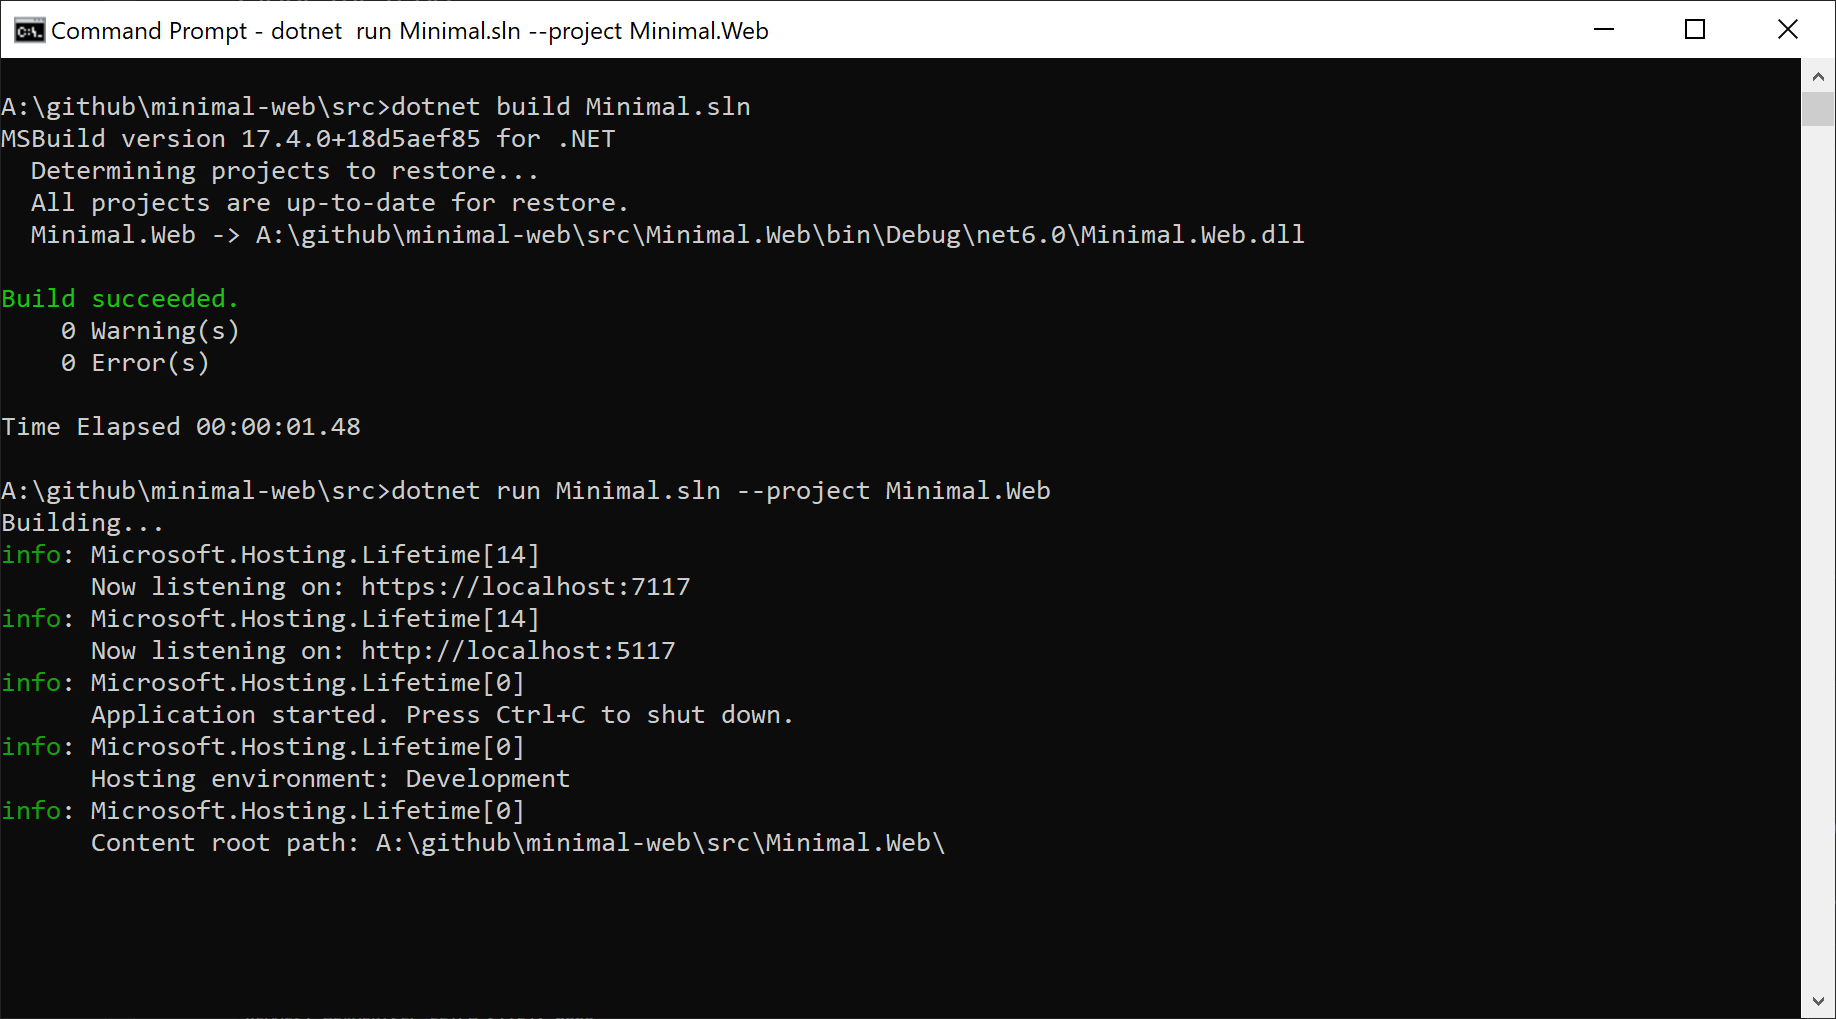 Command Prompt - dotnet  run Minimal.sln --project Minimal.Web
A:\github\minimal-web\src>dotnet build Minimal.sln
MSBuild version 17.4.0+18d5aef85 for .NET
  Determining projects to restore...
  All projects are up-to-date for restore.
  Minimal.Web -> A:\github\minimal-web\src\Minimal.Web\bin\Debug\net6.0\Minimal.Web.dll
Build succeeded.
    0 Warning(s)
    0 Error(s)
Time Elapsed 00:00:01.48
A:\github\minimal-web\src>dotnet run Minimal.sln --project Minimal.Web
Building...
info: Microsoft.Hosting.Lifetime[14]
      Now listening on: https://localhost:7117
info: Microsoft.Hosting.Lifetime[14]
      Now listening on: http://localhost:5117
info: Microsoft.Hosting.Lifetime[0]
      Application started. Press Ctrl+C to shut down.
info: Microsoft.Hosting.Lifetime[0]
      Hosting environment: Development
info: Microsoft.Hosting.Lifetime[0]
      Content root path: A:\github\minimal-web\src\Minimal.Web\